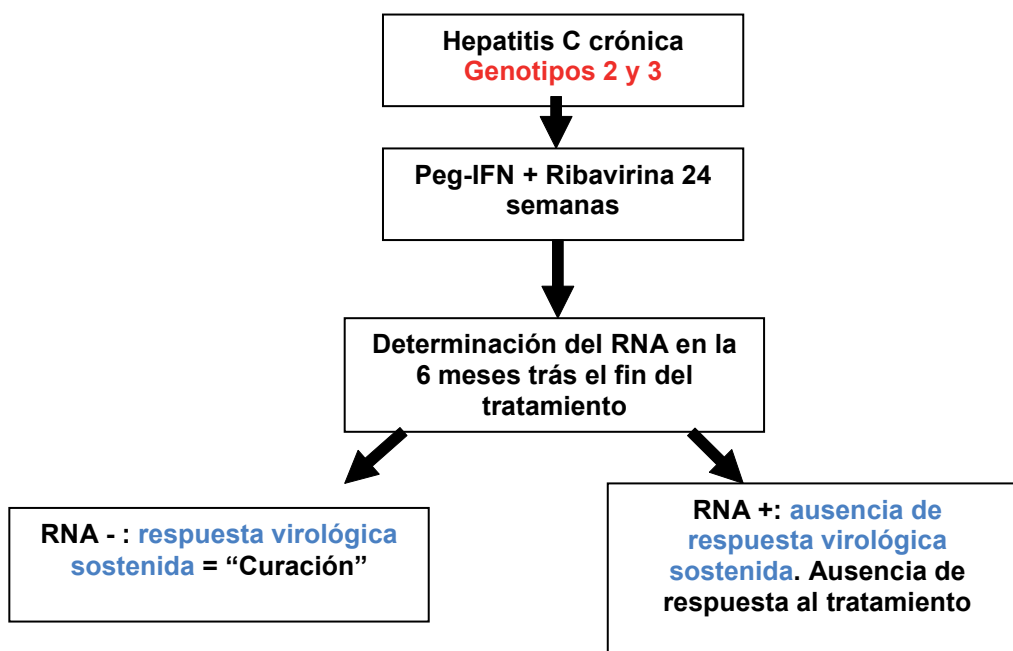 Hepatitis C crónica
Genotipos 2 y 3
Peg-IFN + Ribavirina 24
semanas
Determinación del RNA en la
6 meses trás el fin del
tratamiento
RNA - : respuesta virológica
sostenida = “Curación”
RNA +: ausencia de
respuesta virológica
sostenida. Ausencia de
respuesta al tratamiento